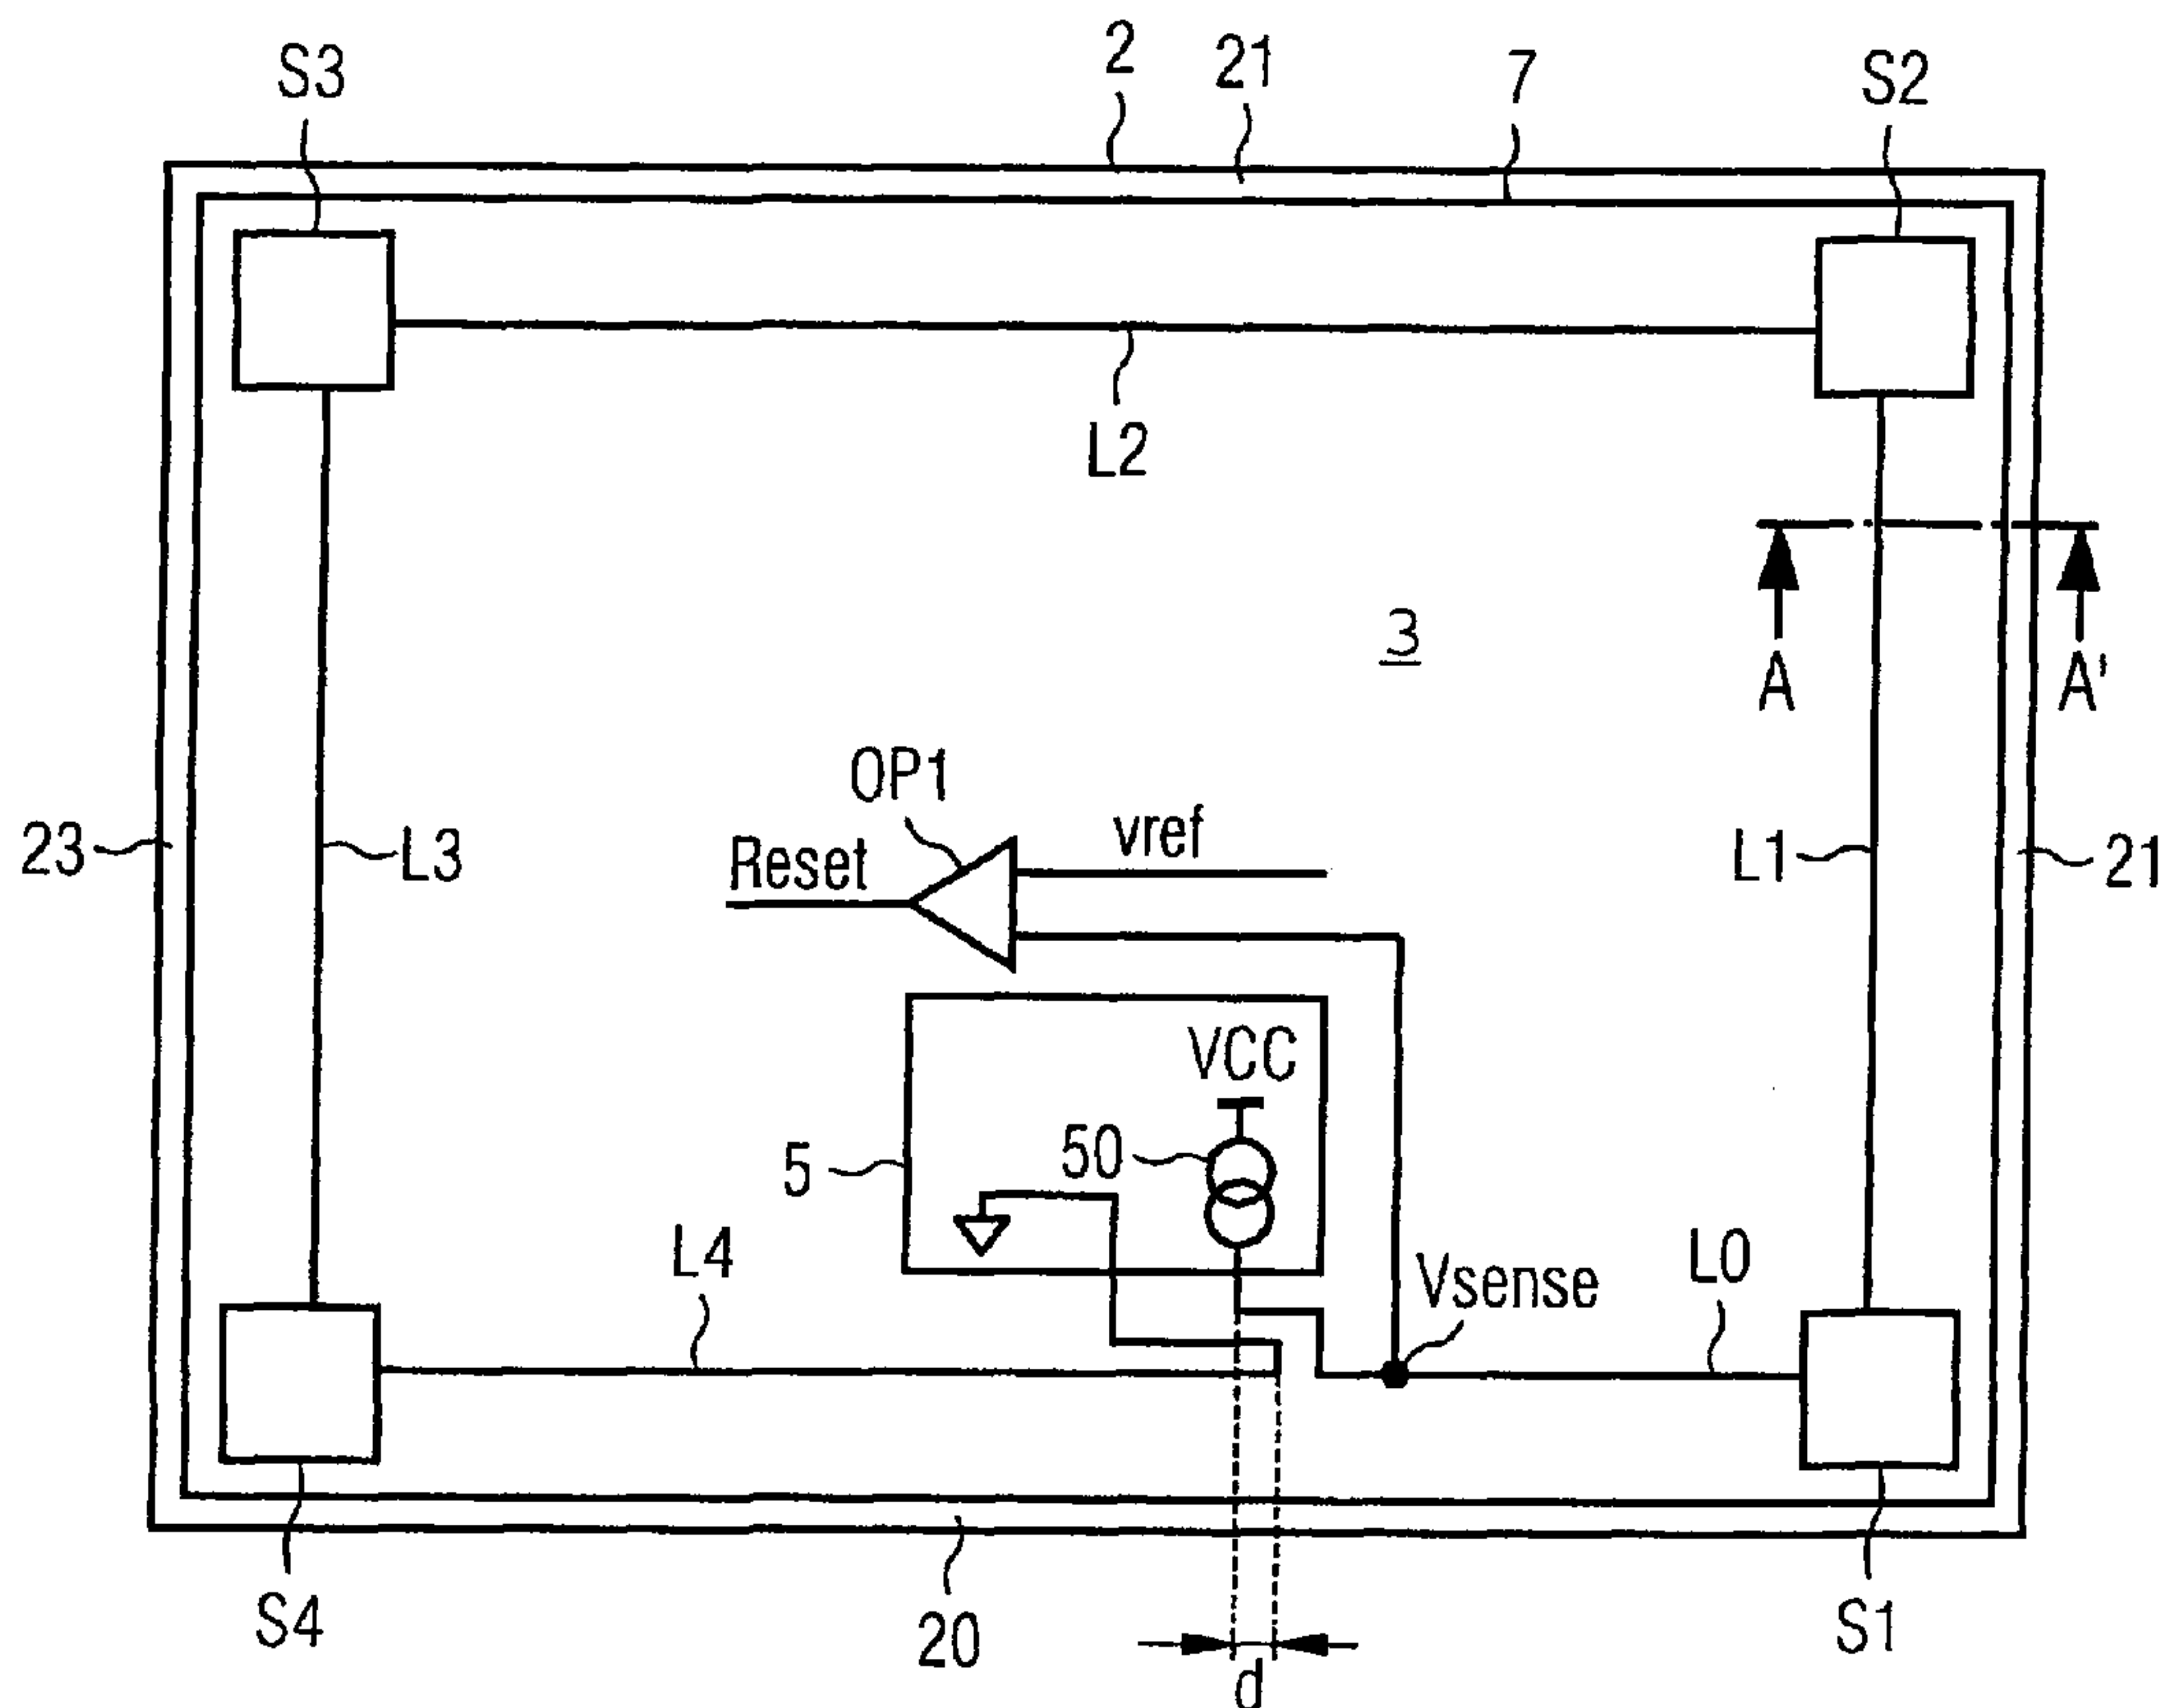 S3
2
21
7
S2
L2
3
A
A'
OP1
vref
Reset
23
L3
L1
21
VCC
50
5
L4
Vsense
L0
S4
20
S1
d